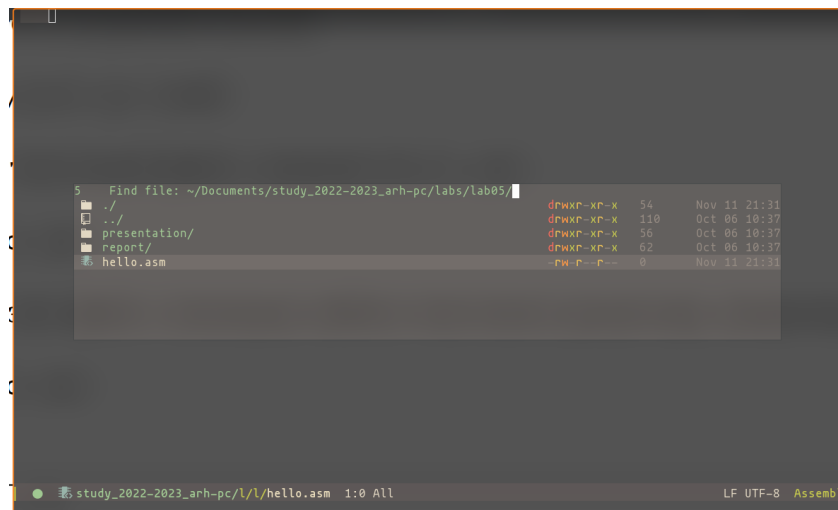 5 Find file: ~/Documents/study_2022-2023_arh-pc/labs/lab05/
./ drwxr-xr-x 54 Nov 11 21:31
../ drwxr-xr-x 110 Oct 06 10:37
presentation/ drwxr-xr-x 56 Oct 06 10:37
report/ drwxr-xr-x 62 Oct 06 10:37
hello.asm -rw-r--r-- 0 Nov 11 21:31
study_2022-2023_arh-pc/l/l/hello.asm 1:0 All LF UTF-8 Assemb